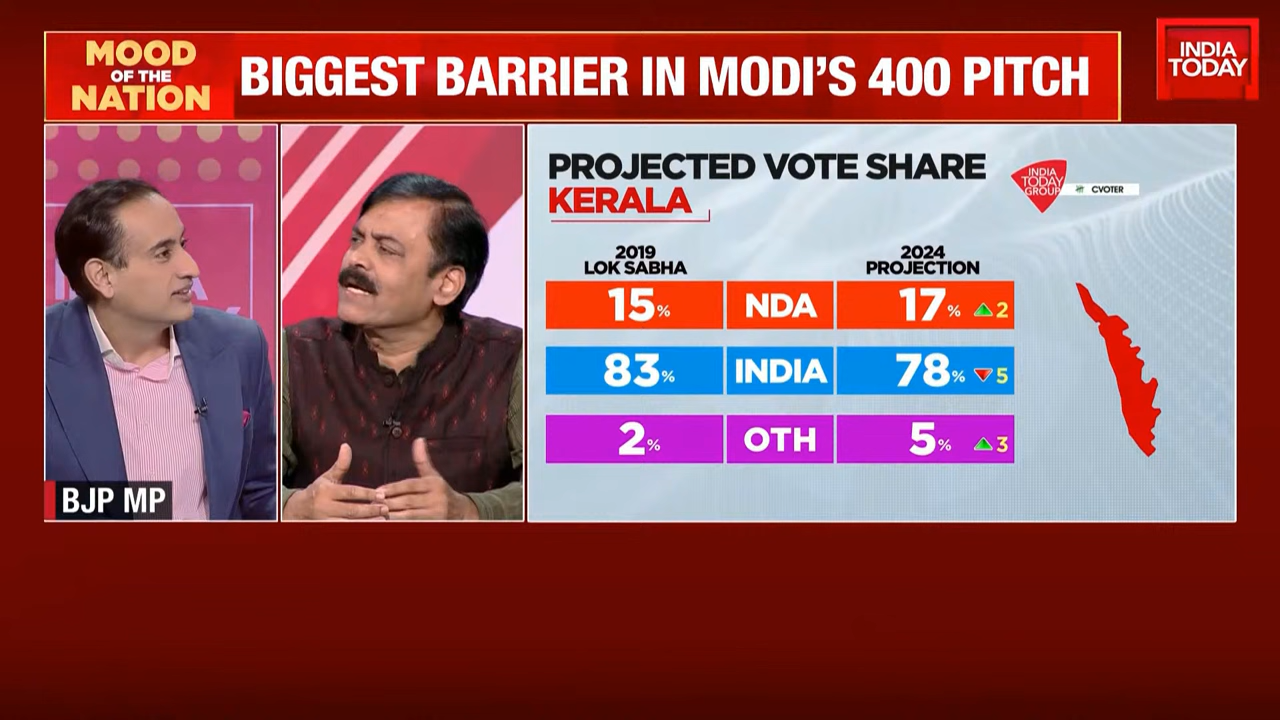 MOOD
OF THE
NATION
BIGGEST BARRIER IN MODI'S 400 PITCH
INDIA
TODAY
PROJECTED VOTE SHARE
KERALA
INDIA
TODAY
GROUP
CVOTER
2019
LOK SABHA
2024
PROJECTION
15% NDA 17% 2
83% INDIA 78% 5
2% OTH 5% 3
BJP MP